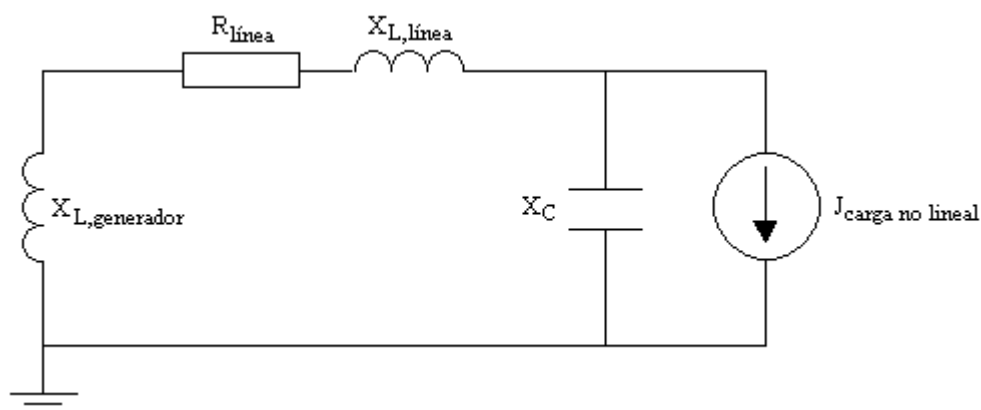 Rlínea
XL,línea
XL,generador
XC
Jcarga no lineal